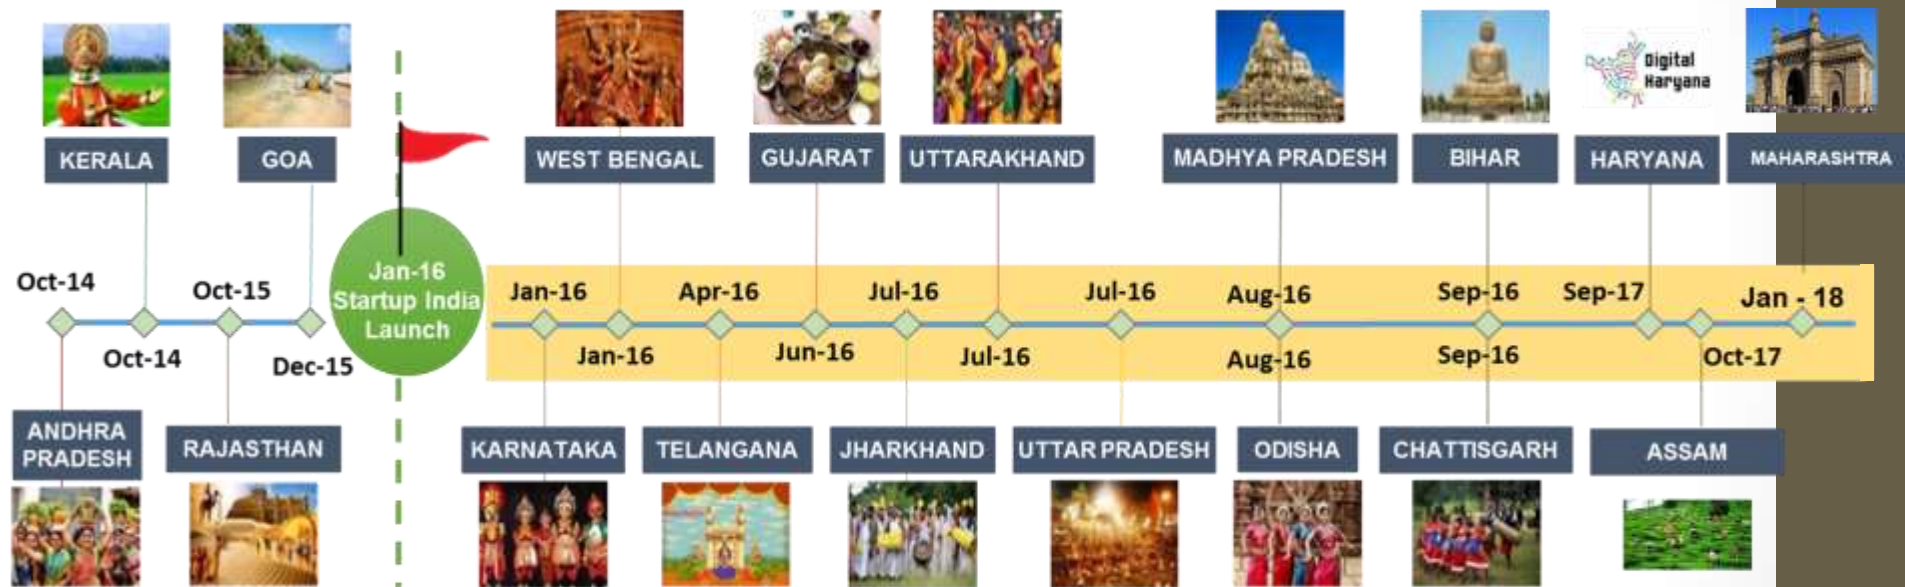 Digital
Haryana
KERALA
GOA
WEST BENGAL
GUJARAT
UTTARAKHAND
MADHYA PRADESH
BIHAR
HARYANA
MAHARASHTRA
Oct-14
Oct-15
Jan-16
Startup India
Launch
Jan-16
Apr-16
Jul-16
Jul-16
Aug-16
Sep-16
Sep-17
Jan - 18
Oct-14
Dec-15
Jan-16
Jun-16
Jul-16
Aug-16
Sep-16
Oct-17
ANDHRA
PRADESH
RAJASTHAN
KARNATAKA
TELANGANA
JHARKHAND
UTTAR PRADESH
ODISHA
CHATTISGARH
ASSAM